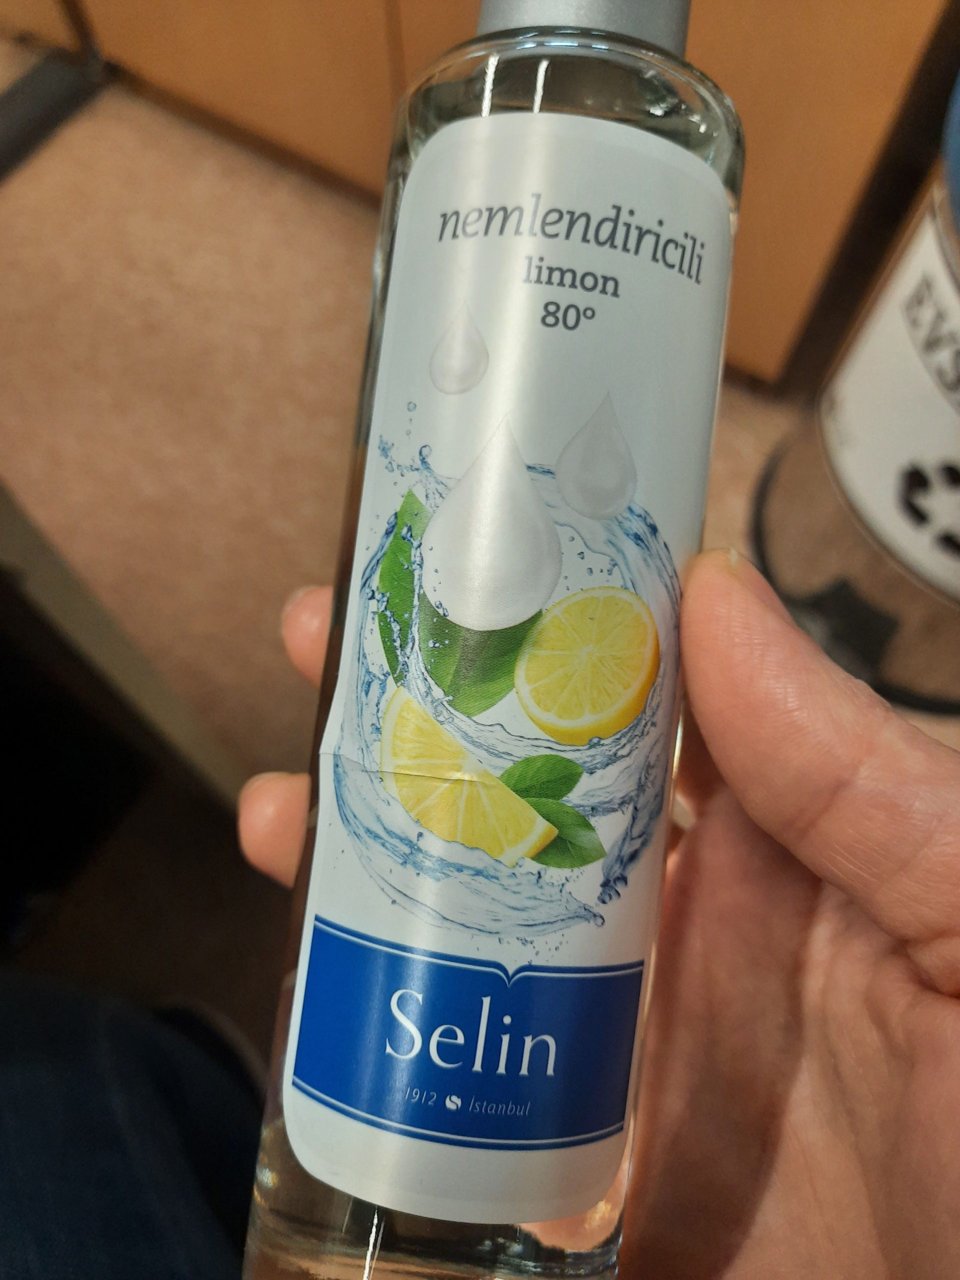 nemlendiricili
limon
80°
Selin
1912 İstanbul